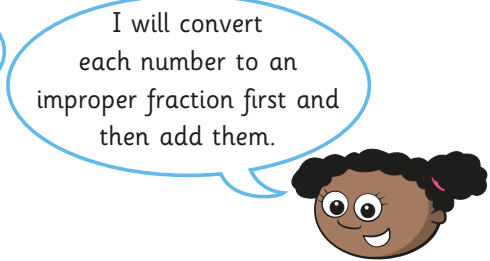 I will convert
each number to an
improper fraction first and
then add them.